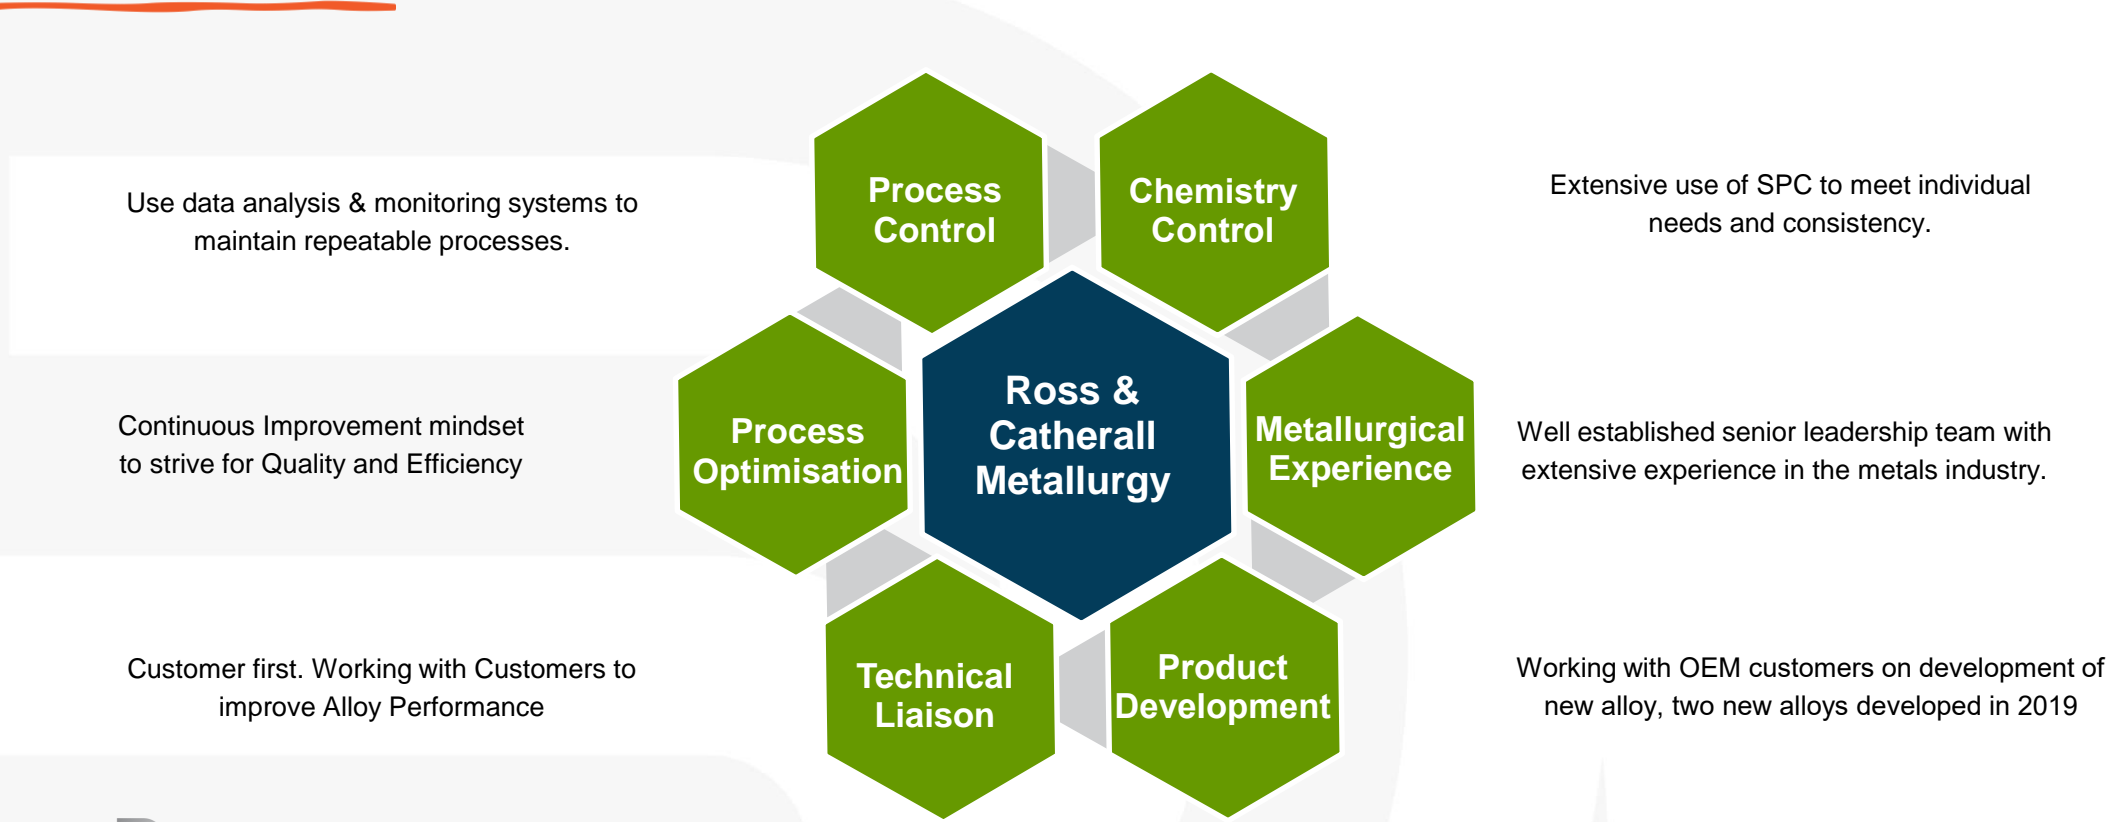 Process
Control
Chemistry
Control
Use data analysis & monitoring systems to
maintain repeatable processes.
Extensive use of SPC to meet individual
needs and consistency.
Ross &
Catherall
Metallurgy
Process
Optimisation
Metallurgical
Experience
Continuous Improvement mindset
to strive for Quality and Efficiency
Well established senior leadership team with
extensive experience in the metals industry.
Technical
Liaison
Product
Development
Customer first. Working with Customers to
improve Alloy Performance
Working with OEM customers on development of
new alloy, two new alloys developed in 2019